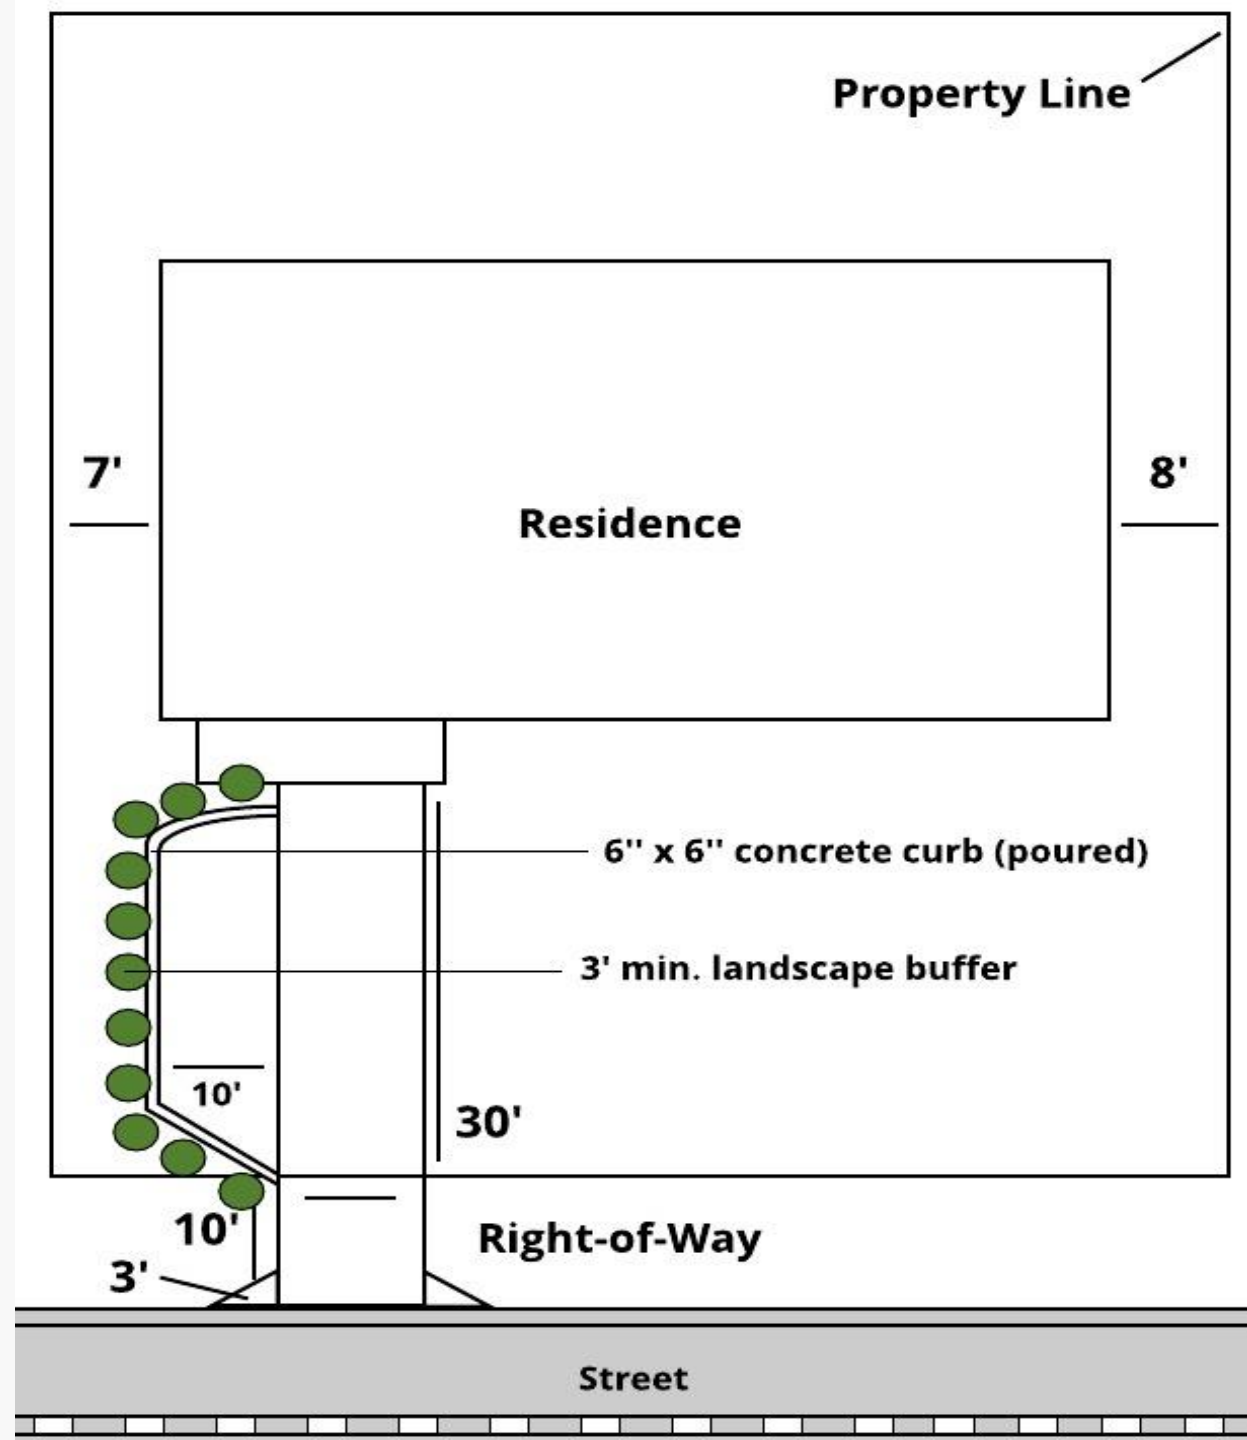 Property Line
7'
8'
Residence
6'' x 6'' concrete curb (poured)
3' min. landscape buffer
10'
30'
10'
Right-of-Way
3'
Street